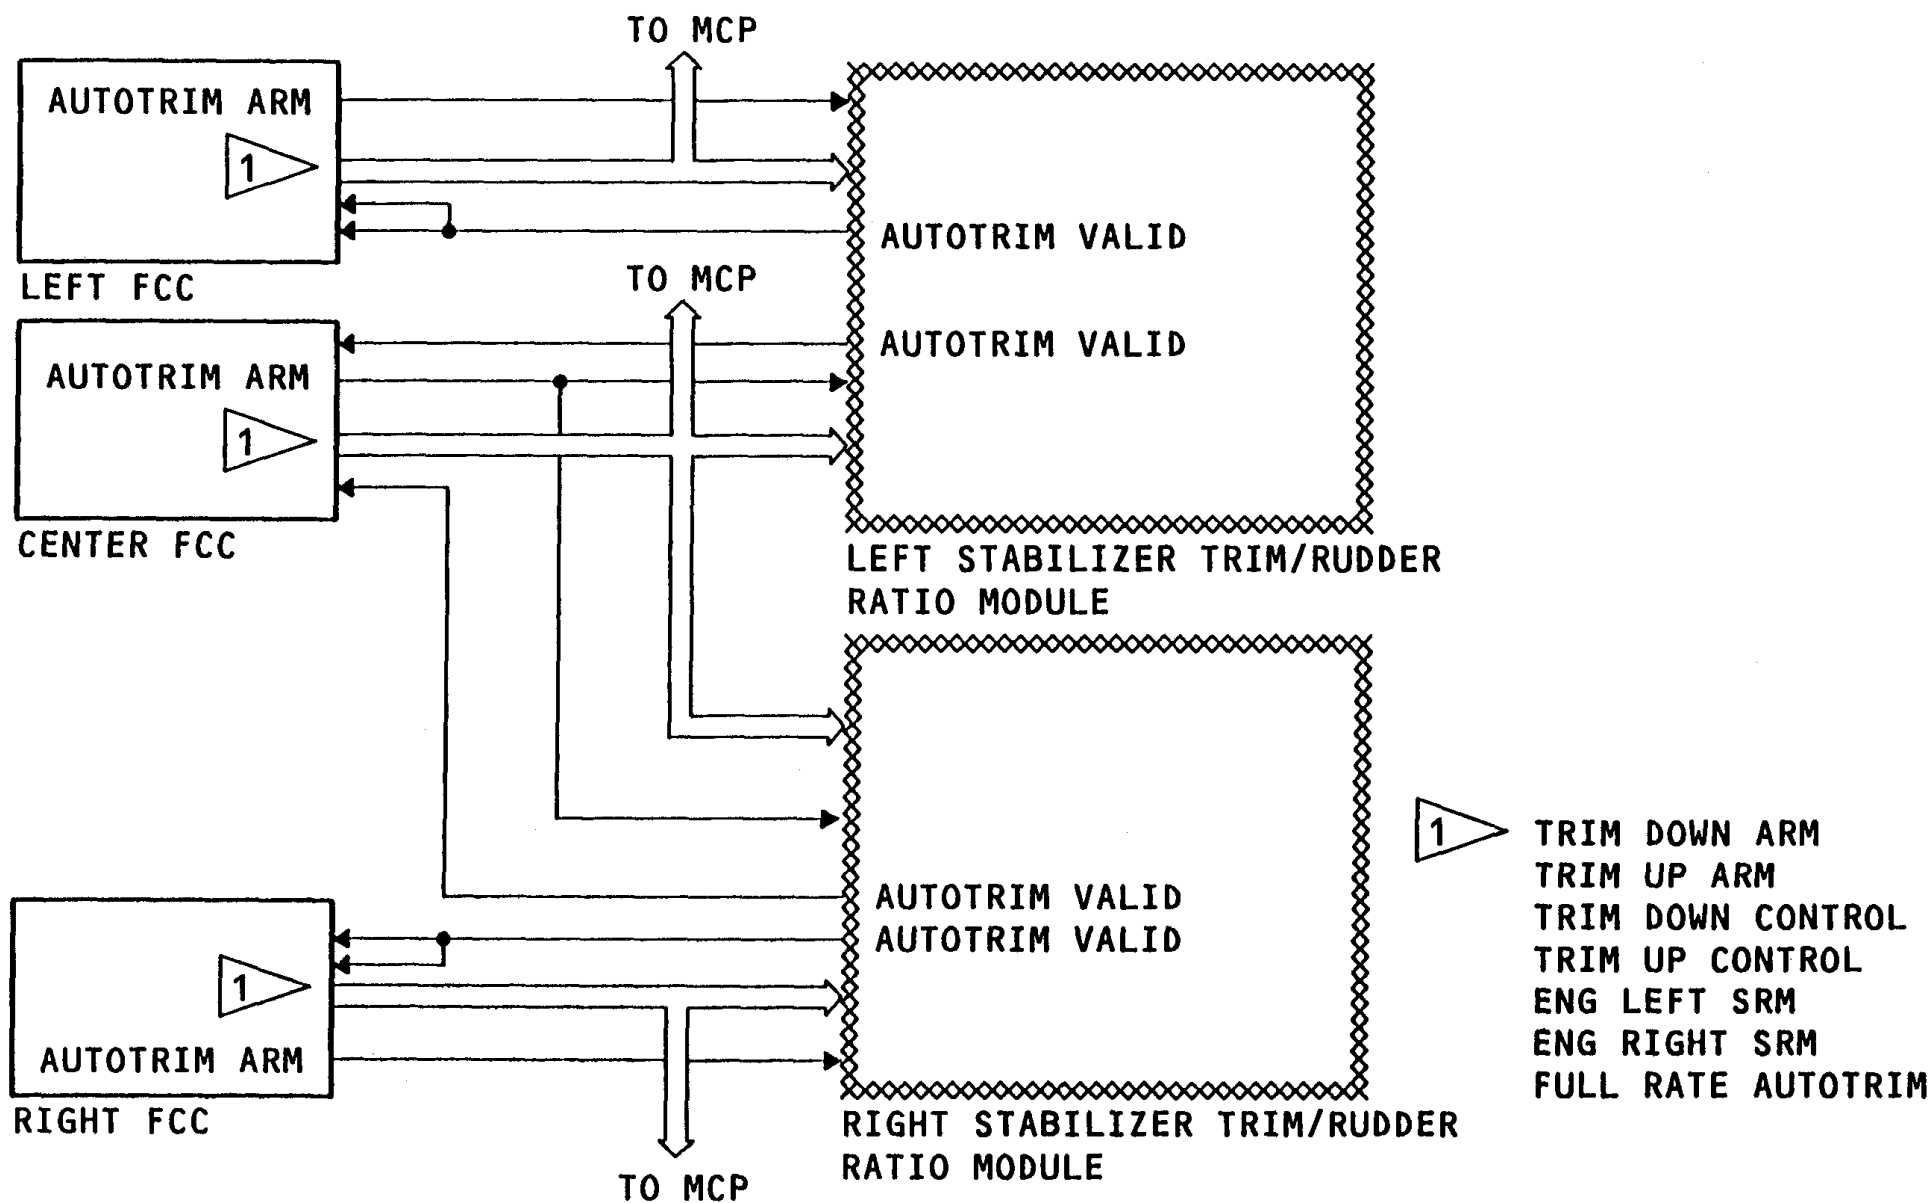 TO MCP
AUTOTRIM ARM
1
AUTOTRIM VALID
LEFT FCC
TO MCP
AUTOTRIM VALID
AUTOTRIM ARM
1
CENTER FCC
LEFT STABILIZER TRIM/RUDDER
RATIO MODULE
AUTOTRIM VALID
AUTOTRIM VALID
1
AUTOTRIM ARM
RIGHT FCC
RIGHT STABILIZER TRIM/RUDDER
RATIO MODULE
TO MCP
1 TRIM DOWN ARM
TRIM UP ARM
TRIM DOWN CONTROL
TRIM UP CONTROL
ENG LEFT SRM
ENG RIGHT SRM
FULL RATE AUTOTRIM